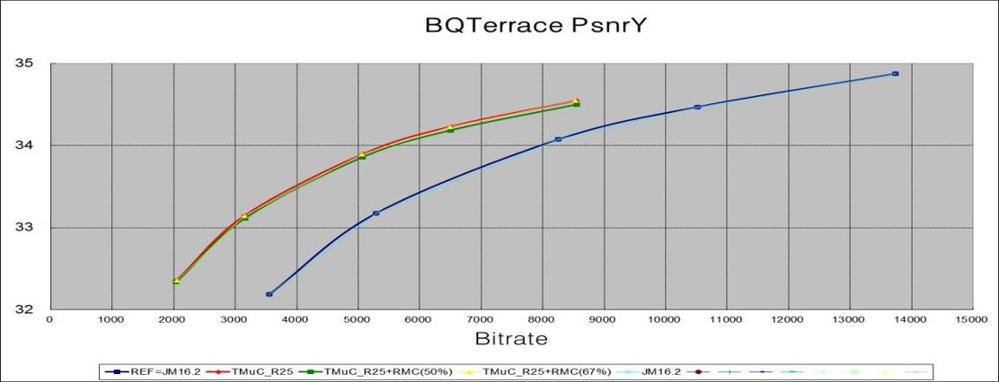 BQTerrace PsnrY
35
34
33
32
0 1000 2000 3000 4000 5000 6000 7000 8000 9000 10000 11000 12000 13000 14000 15000
Bitrate
REF=JM16.2 TMuC_R25 TMuC_R25+RMC(50%) TMuC_R25+RMC(67%) JM16.2